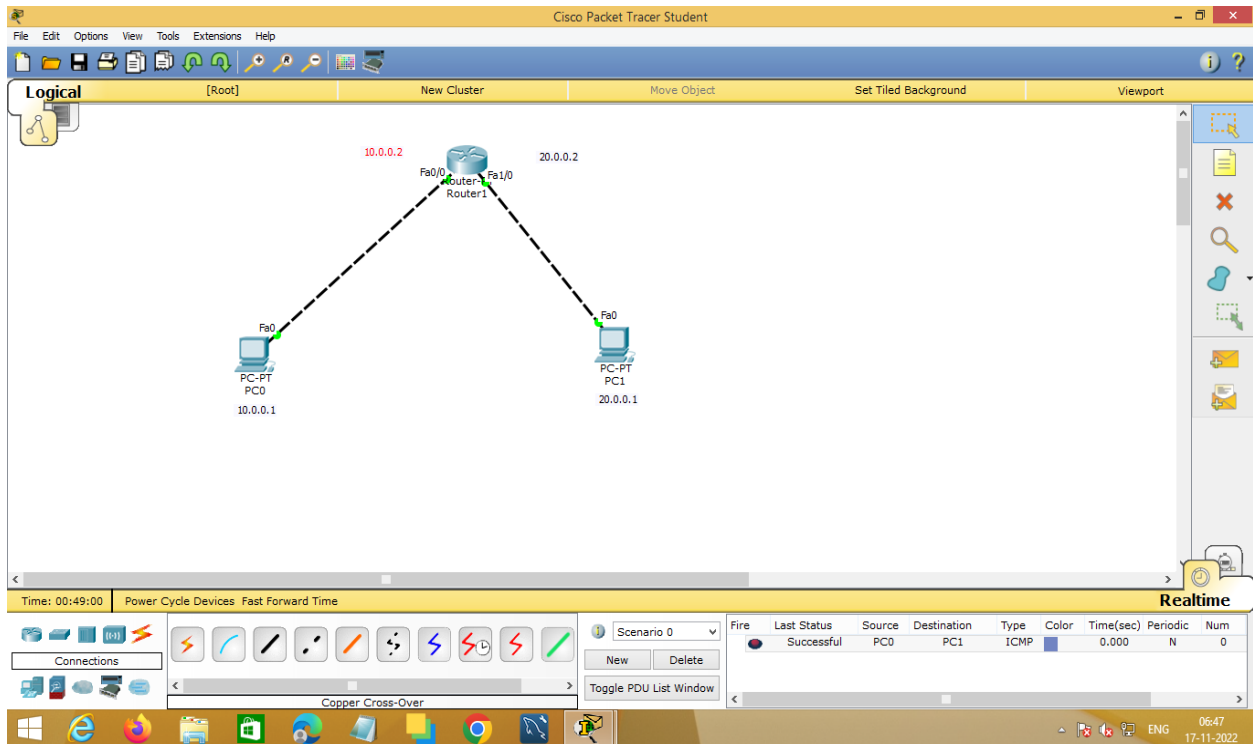 Cisco Packet Tracer Student
File Edit Options View Tools Extensions Help
Logical [Root] New Cluster Move Object Set Tiled Background Viewport
10.0.0.2 20.0.0.2
Fa0/0 Fa1/0
Router1
Fa0 Fa0
PC-PT
PC0
10.0.0.1
PC-PT
PC1
20.0.0.1
Time: 00:49:00 Power Cycle Devices Fast Forward Time Realtime
Connections
Copper Cross-Over
Scenario 0
New Delete
Toggle PDU List Window
Fire Last Status Source Destination Type Color Time(sec) Periodic Num
Successful PC0 PC1 ICMP 0.000 N 0
ENG 06:47
17-11-2022